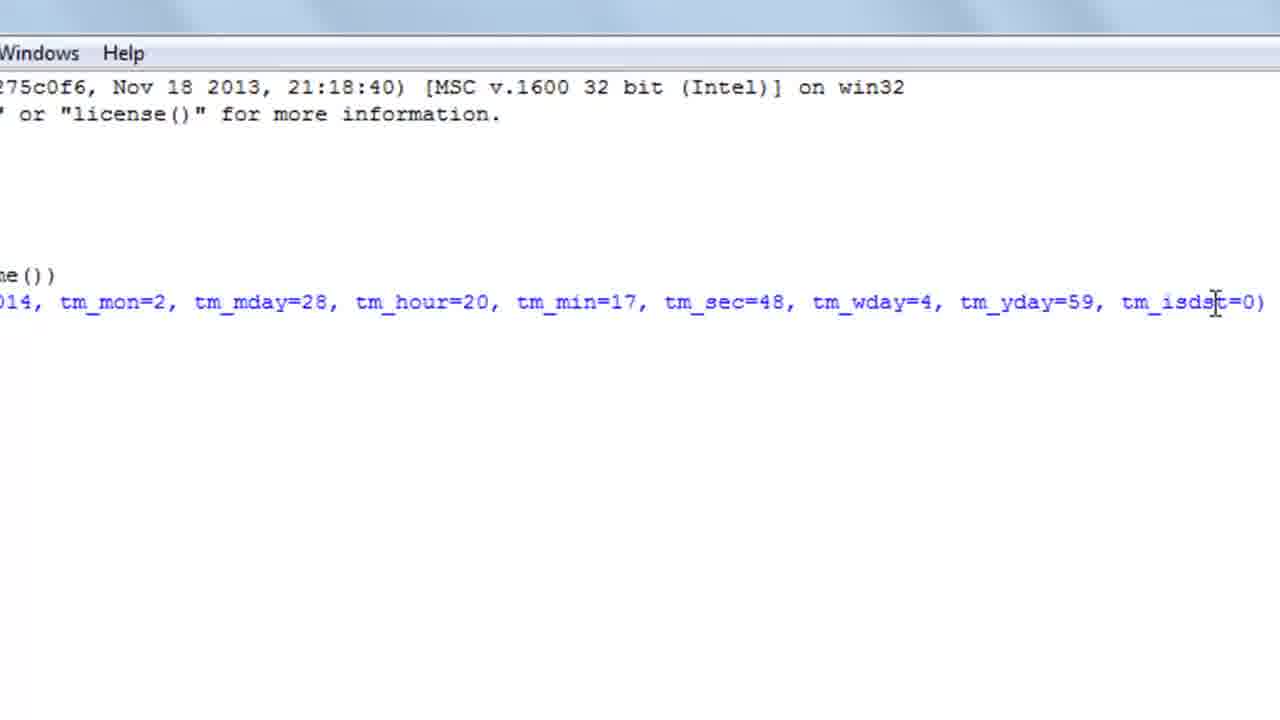 Windows Help
275c0f6, Nov 18 2013, 21:18:40) [MSC v.1600 32 bit (Intel)] on win32
" or "license()" for more information.
me())
014, tm_mon=2, tm_mday=28, tm_hour=20, tm_min=17, tm_sec=48, tm_wday=4, tm_yday=59, tm_isdst=0)